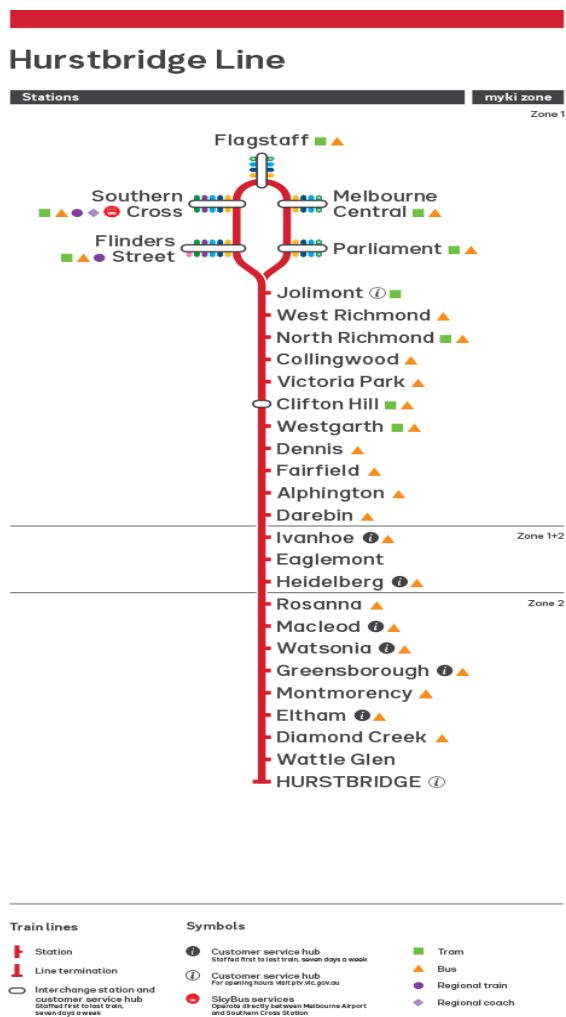 Hurstbridge Line
Stations
myki zone
Zone 1
Flagstaff
Southern
Cross
Melbourne
Central
Flinders
Street
Parliament
Jolimont
West Richmond
North Richmond
Collingwood
Victoria Park
Clifton Hill
Westgarth
Dennis
Fairfield
Alphington
Darebin
Ivanhoe
Zone 1+2
Eaglemont
Heidelberg
Rosanna
Zone 2
Macleod
Watsonia
Greensborough
Montmorency
Eltham
Diamond Creek
Wattle Glen
HURSTBRIDGE
Train lines
Station
Line termination
Interchange station and
customer service hub
Staffed first to last train,
seven days a week
Symbols
Customer service hub
Staffed first to last train, seven days a week
Customer service hub
For opening hours visit ptv.vic.gov.au
SkyBus services
Operate directly between Melbourne Airport
and Southern Cross Station
Tram
Bus
Regional train
Regional coach